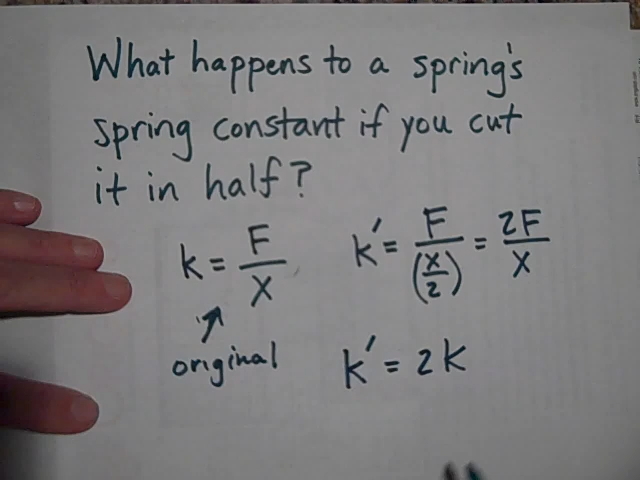 What happens to a spring's
spring constant if you cut
it in half?
k = F/X
k' = F/(X/2) = 2F/X
original
k' = 2k